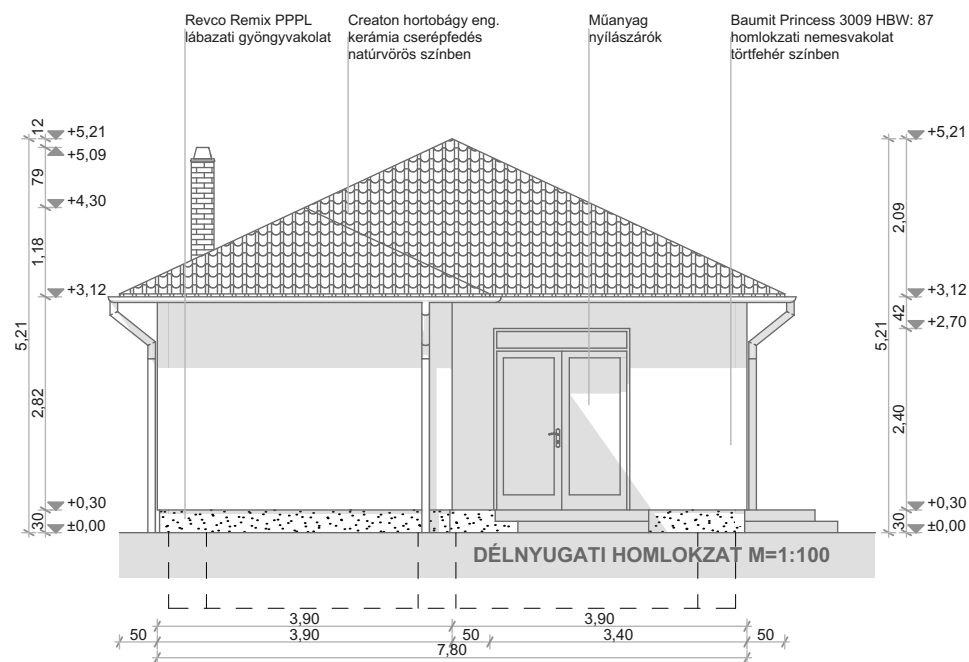 Revco Remix PPPL
lábazati gyöngyvakolat
Creaton hortobágy eng.
kerámia cserépfedés
natúrvörös színben
Műanyag
nyílászárók
Baumit Princess 3009 HBW: 87
homlokzati nemesvakolat
törtfehér színben
12
+5,21
+5,09
79
+4,30
1,18
+3,12
5,21
2,82
+0,30
30
±0,00
+5,21
2,09
+3,12
42
+2,70
5,21
2,40
+0,30
30
±0,00
DÉLNYUGATI HOMLOKZAT M=1:100
3,90
3,90
50
3,90
50
3,40
50
7,80